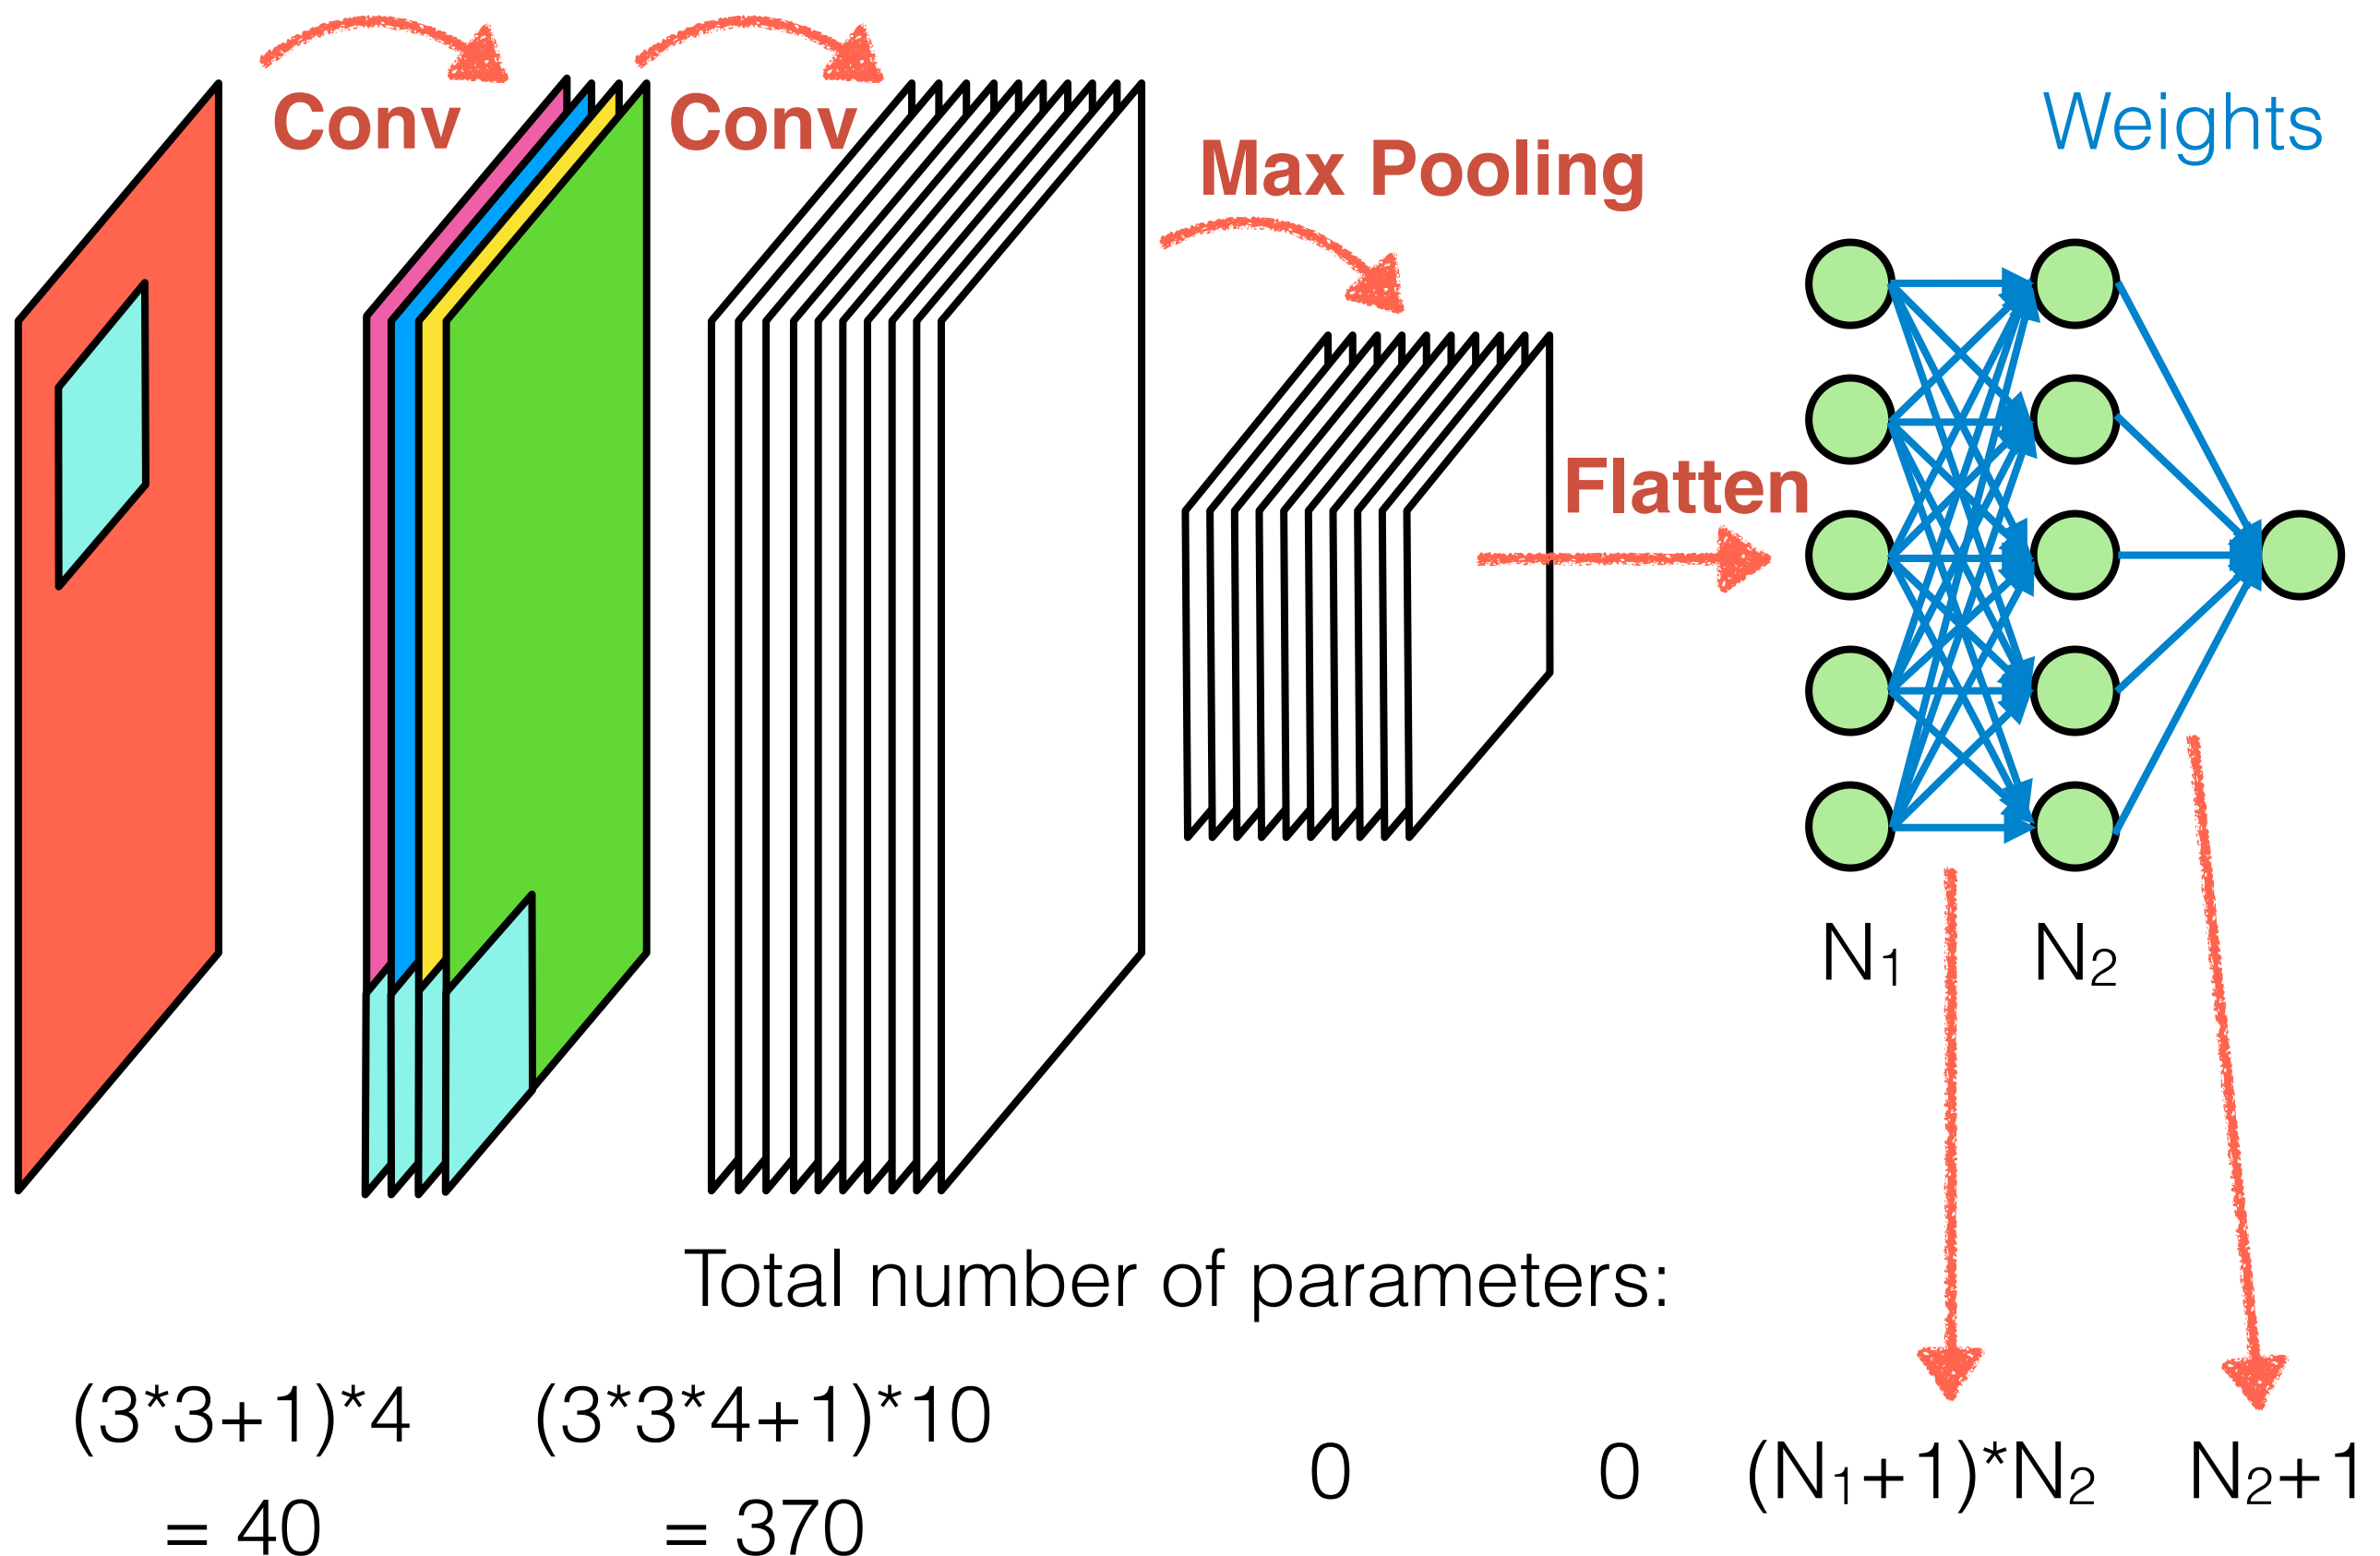 Conv
Conv
Max Pooling
Weights
Flatten
N₁
N₂
Total number of parameters:
(3*3+1)*4
= 40
(3*3*4+1)*10
= 370
0
0
(N₁+1)*N₂
N₂+1